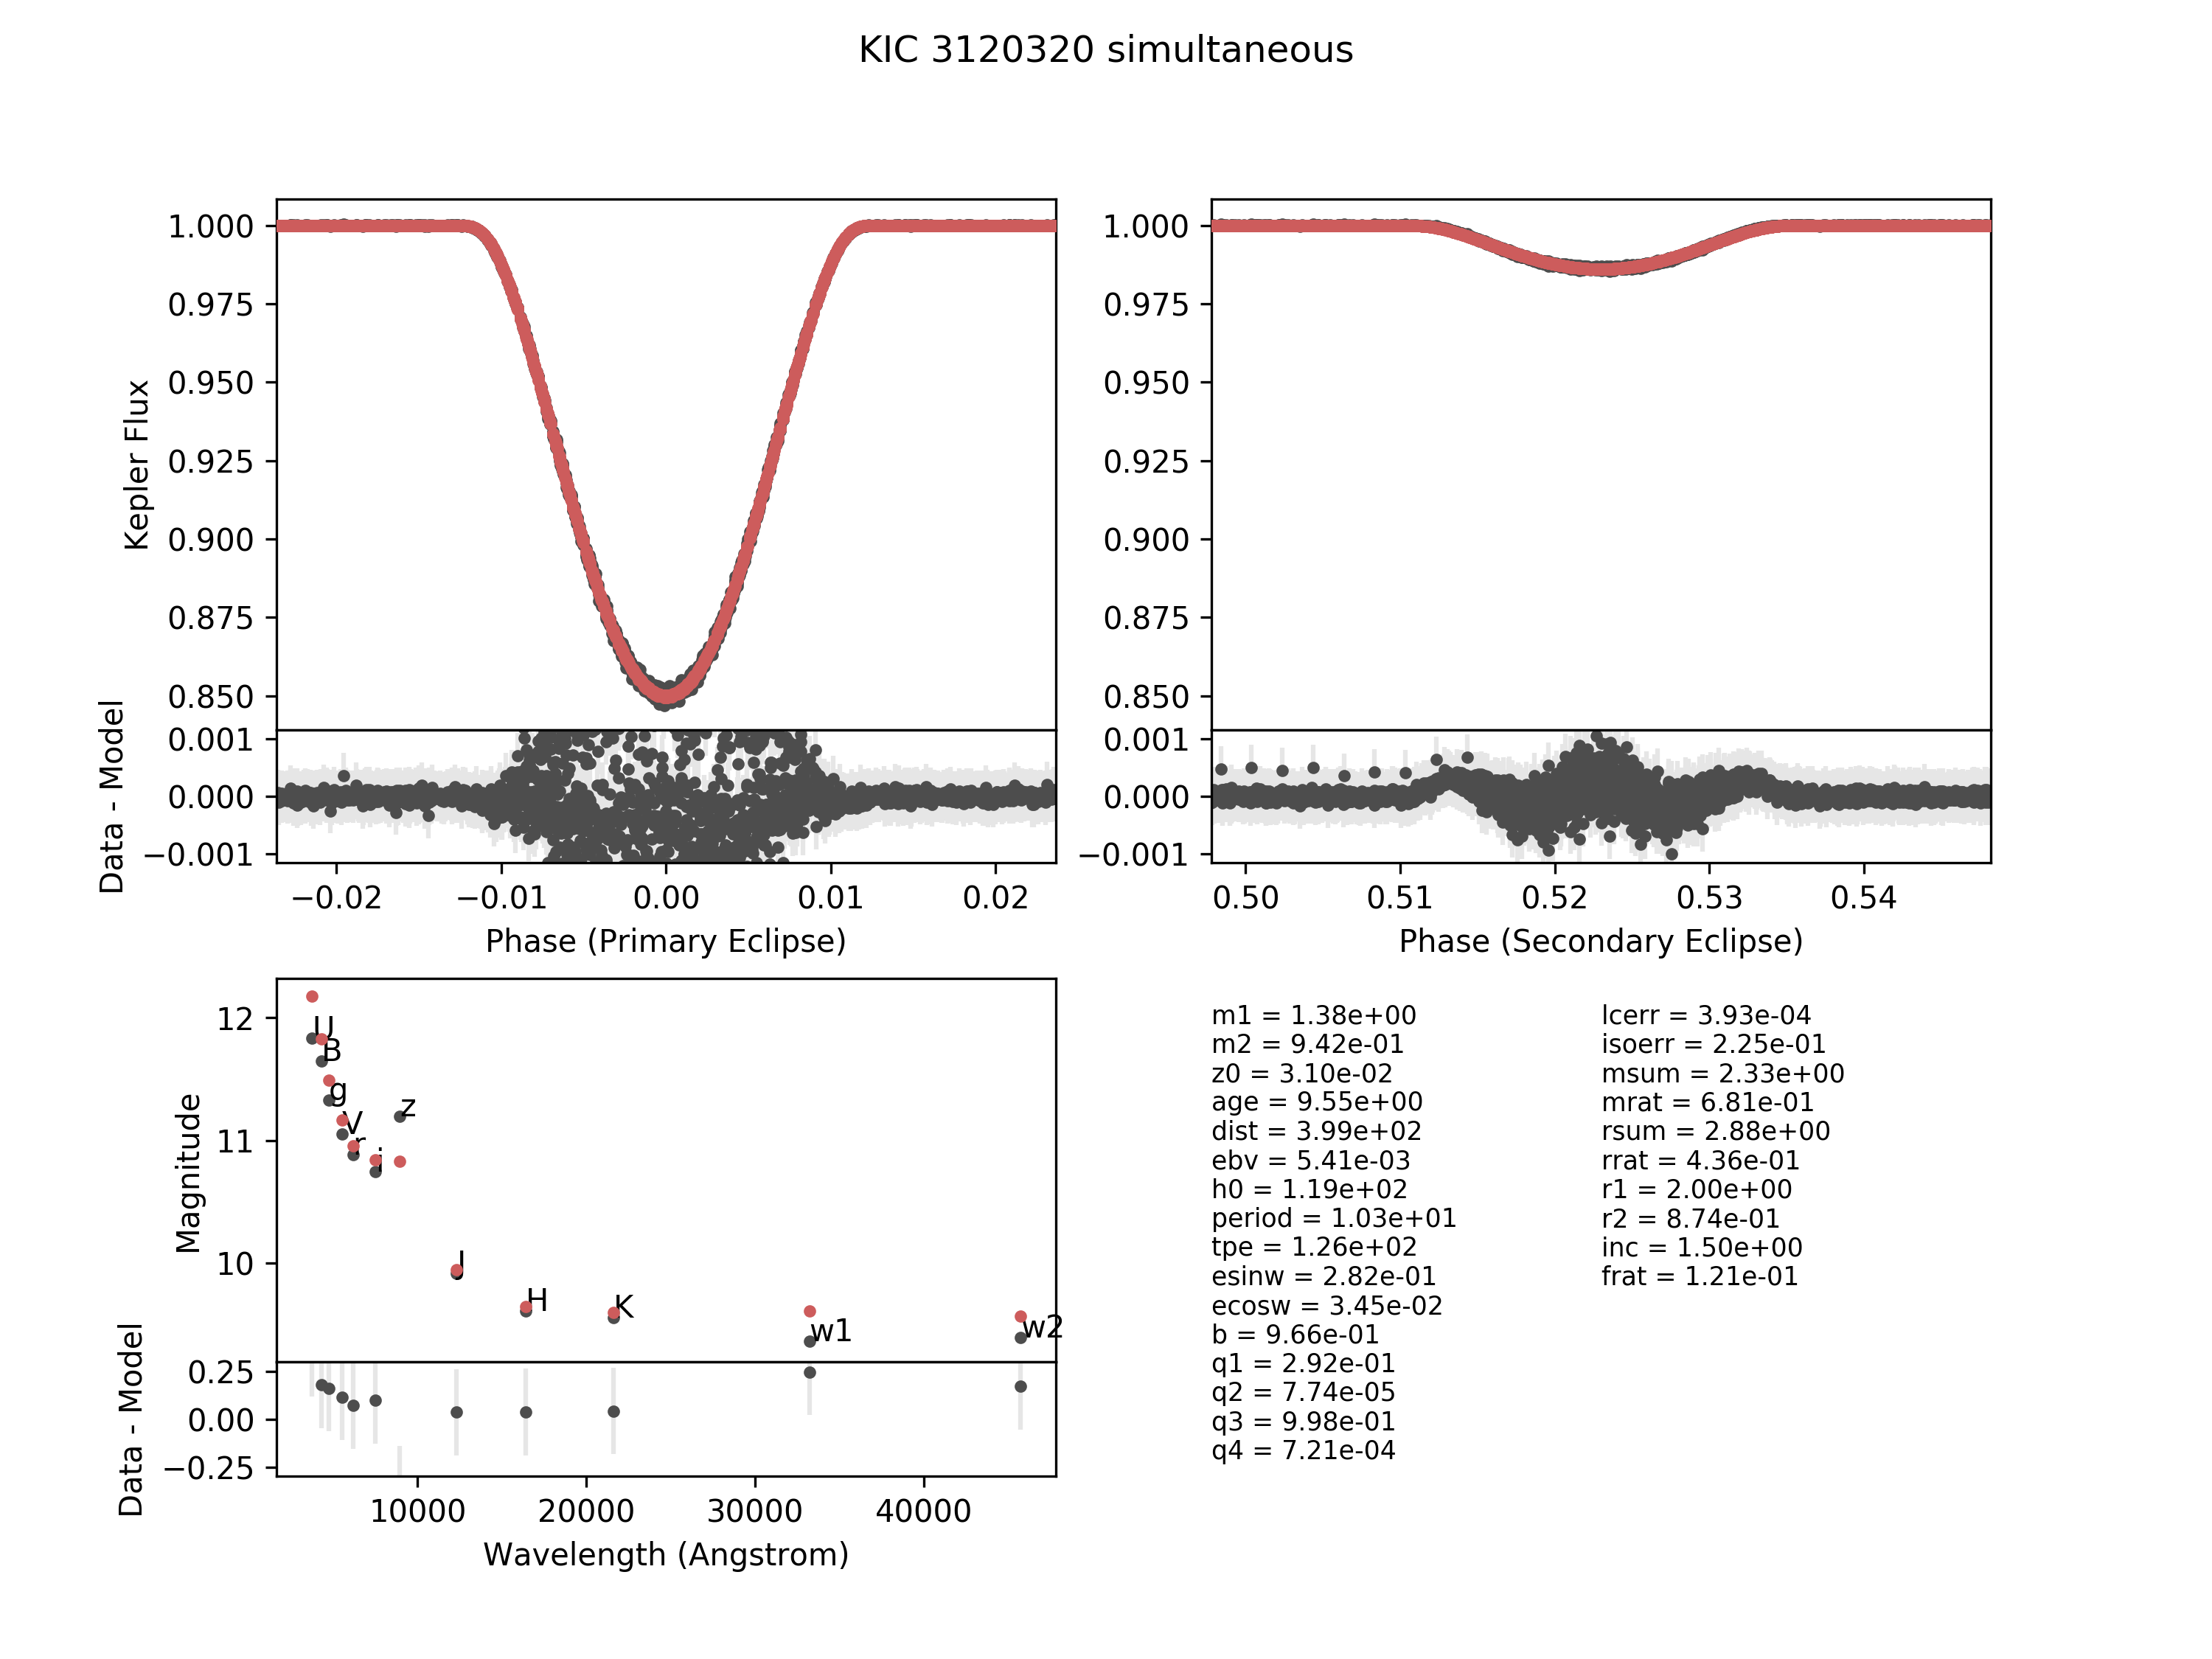 KIC 3120320 simultaneous
Kepler Flux
1.000
0.975
0.950
0.925
0.900
0.875
0.850
1.000
0.975
0.950
0.925
0.900
0.875
0.850
Data - Model
0.001
0.000
−0.001
0.001
0.000
−0.001
−0.02 −0.01 0.00 0.01 0.02
0.50 0.51 0.52 0.53 0.54
Phase (Primary Eclipse)
Phase (Secondary Eclipse)
Magnitude
12
11
10
U
B
g
V
r
i
z
J
H
K
w1
w2
Data - Model
0.25
0.00
−0.25
10000 20000 30000 40000
Wavelength (Angstrom)
m1 = 1.38e+00
m2 = 9.42e-01
z0 = 3.10e-02
age = 9.55e+00
dist = 3.99e+02
ebv = 5.41e-03
h0 = 1.19e+02
period = 1.03e+01
tpe = 1.26e+02
esinw = 2.82e-01
ecosw = 3.45e-02
b = 9.66e-01
q1 = 2.92e-01
q2 = 7.74e-05
q3 = 9.98e-01
q4 = 7.21e-04
lcerr = 3.93e-04
isoerr = 2.25e-01
msum = 2.33e+00
mrat = 6.81e-01
rsum = 2.88e+00
rrat = 4.36e-01
r1 = 2.00e+00
r2 = 8.74e-01
inc = 1.50e+00
frat = 1.21e-01